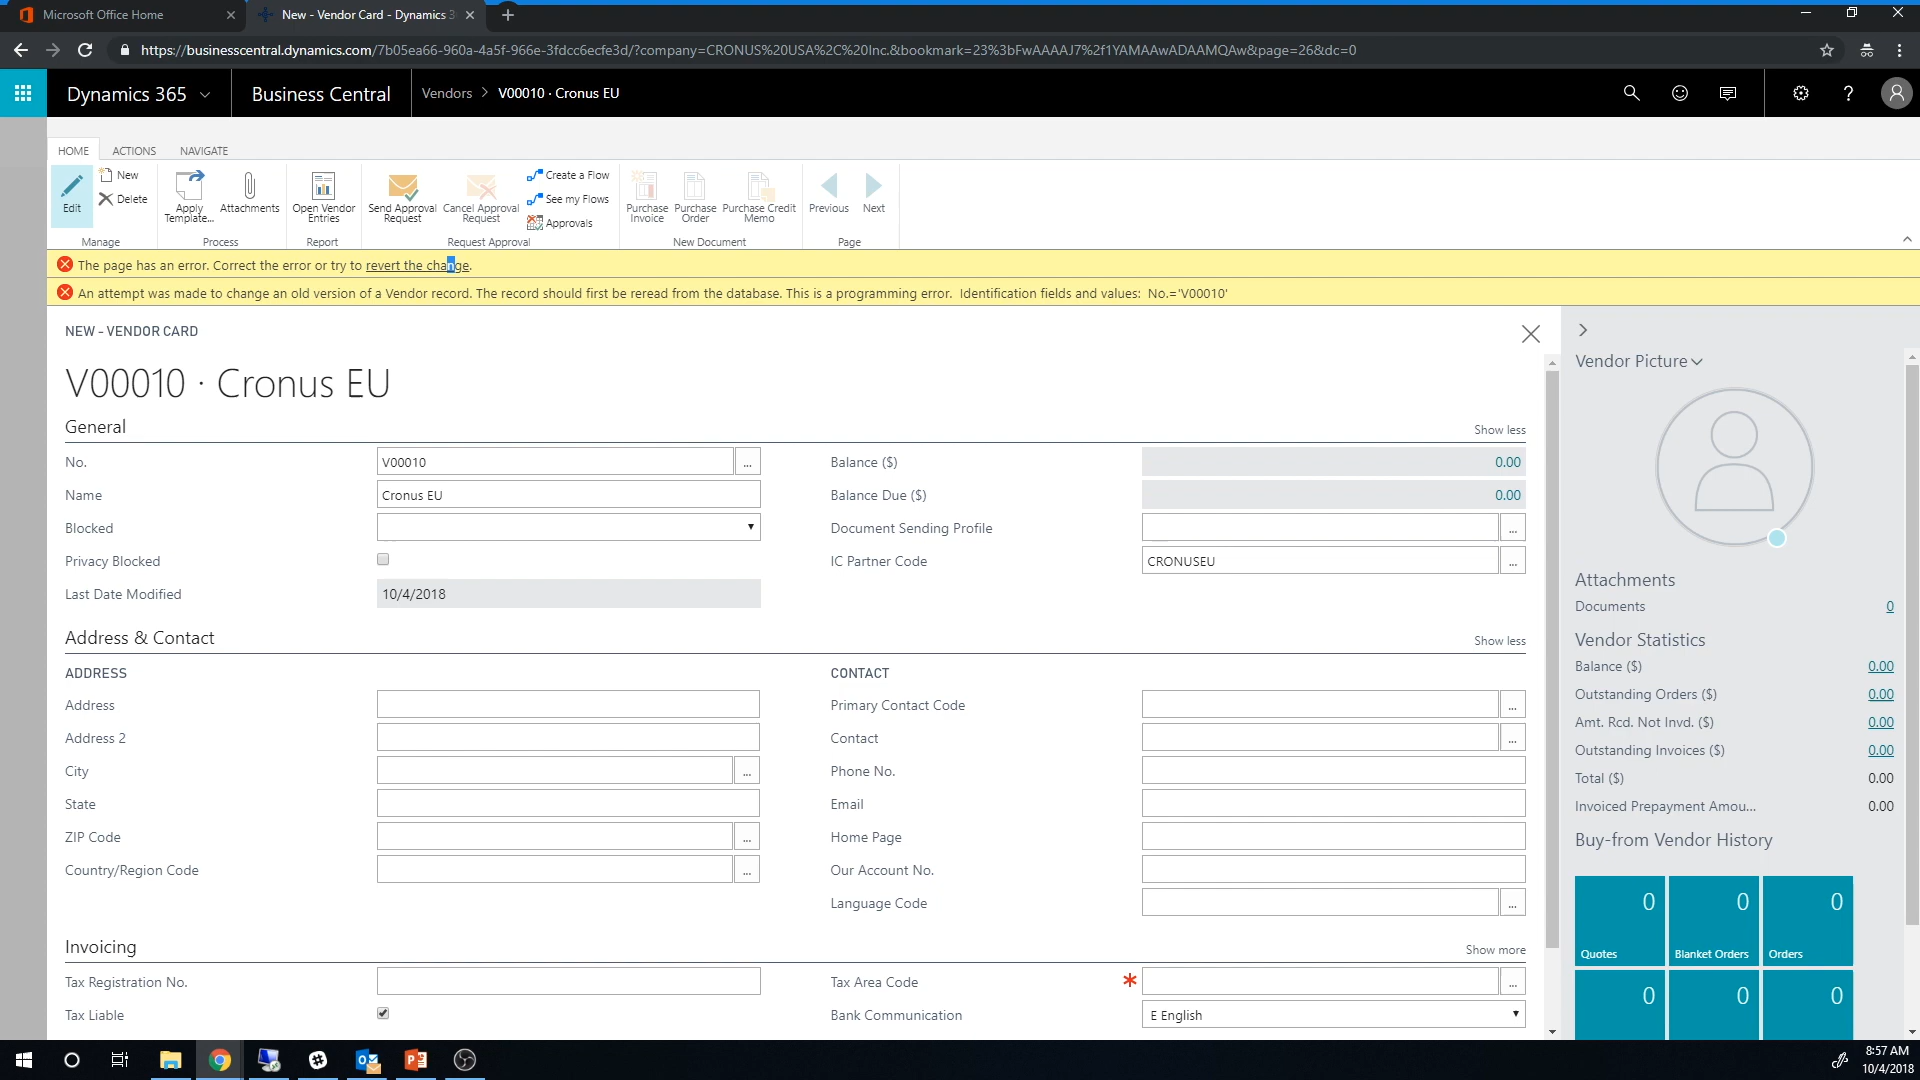 Microsoft Office Home
New - Vendor Card - Dynamics 3
https://businesscentral.dynamics.com/7b05ea66-960a-4a5f-966e-3fdcc6ecfe3d/?company=CRONUS%20USA%2C%20Inc.&bookmark=23%3bFwAAAAJ7%2f1YAMAAwADAAMQAw&page=26&dc=0
Dynamics 365
Business Central
Vendors > V00010 · Cronus EU
HOME ACTIONS NAVIGATE
Edit
New
Delete
Manage
Apply
Template...
Attachments
Process
Open Vendor
Entries
Report
Send Approval
Request
Cancel Approval
Request
Create a Flow
See my Flows
Approvals
Request Approval
Purchase
Invoice
Purchase
Order
Purchase Credit
Memo
New Document
Previous
Next
Page
The page has an error. Correct the error or try to revert the change.
An attempt was made to change an old version of a Vendor record. The record should first be reread from the database. This is a programming error. Identification fields and values: No.='V00010'
NEW - VENDOR CARD
V00010 · Cronus EU
General
Show less
No.
V00010
...
Name
Cronus EU
Blocked
Privacy Blocked
Last Date Modified
10/4/2018
Balance ($)
0.00
Balance Due ($)
0.00
Document Sending Profile
...
IC Partner Code
CRONUSEU
...
Address & Contact
Show less
ADDRESS
Address
Address 2
City
...
State
ZIP Code
...
Country/Region Code
...
CONTACT
Primary Contact Code
...
Contact
...
Phone No.
Email
Home Page
Our Account No.
Language Code
...
Invoicing
Show more
Tax Registration No.
Tax Liable
Tax Area Code
*
...
Bank Communication
E English
Vendor Picture
Attachments
Documents
0
Vendor Statistics
Balance ($)
0.00
Outstanding Orders ($)
0.00
Amt. Rcd. Not Invd. ($)
0.00
Outstanding Invoices ($)
0.00
Total ($)
0.00
Invoiced Prepayment Amou...
0.00
Buy-from Vendor History
0
Quotes
0
Blanket Orders
0
Orders
0
0
0
8:57 AM
10/4/2018